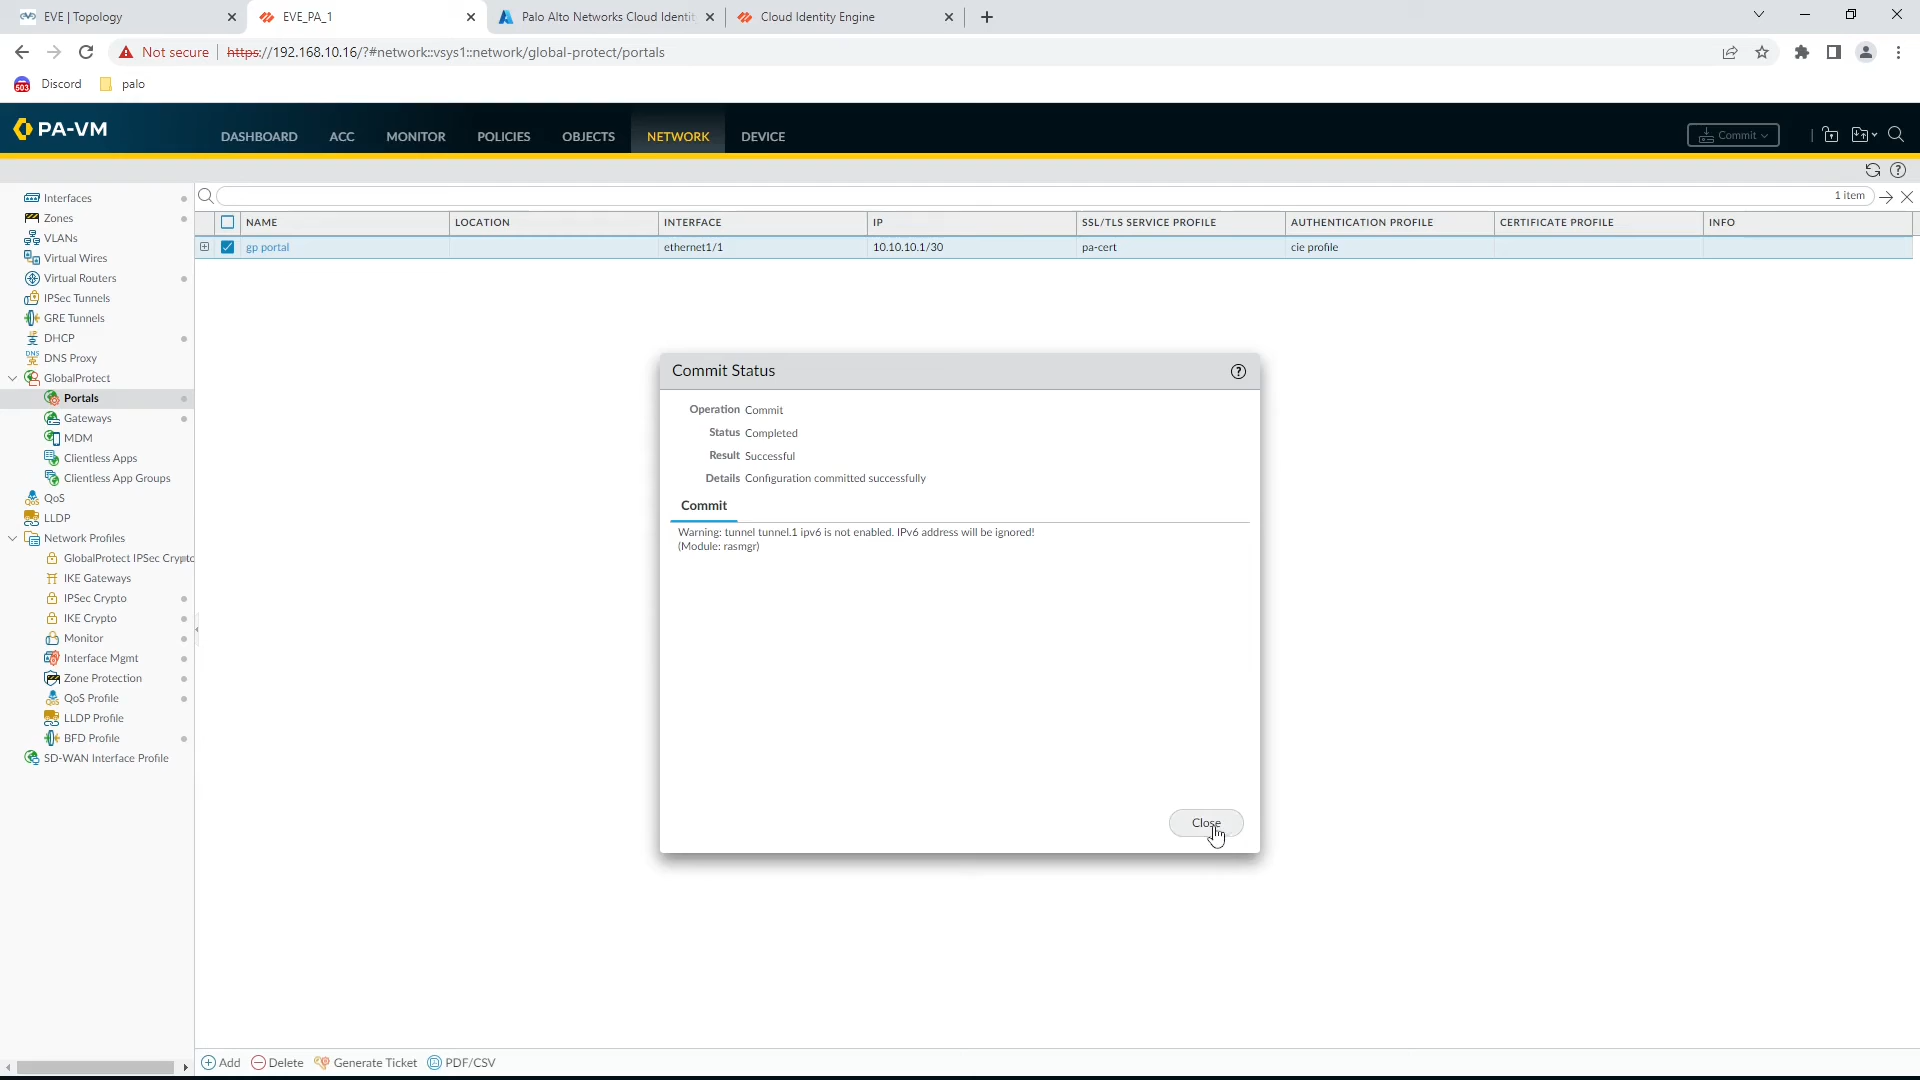 EVE | Topology
EVE_PA_1
Palo Alto Networks Cloud Identit
Cloud Identity Engine
Not secure
https://192.168.10.16/?#network::vsys1::network/global-protect/portals
503
Discord
palo
PA-VM
DASHBOARD
ACC
MONITOR
POLICIES
OBJECTS
NETWORK
DEVICE
Commit
Interfaces
Zones
VLANs
Virtual Wires
Virtual Routers
IPSec Tunnels
GRE Tunnels
DHCP
DNS Proxy
GlobalProtect
Portals
Gateways
MDM
Clientless Apps
Clientless App Groups
QoS
LLDP
Network Profiles
GlobalProtect IPSec Crypto
IKE Gateways
IPSec Crypto
IKE Crypto
Monitor
Interface Mgmt
Zone Protection
QoS Profile
LLDP Profile
BFD Profile
SD-WAN Interface Profile
1 item
NAME LOCATION INTERFACE IP SSL/TLS SERVICE PROFILE AUTHENTICATION PROFILE CERTIFICATE PROFILE INFO
gp portal ethernet1/1 10.10.10.1/30 pa-cert cie profile
Commit Status
Operation Commit
Status Completed
Result Successful
Details Configuration committed successfully
Commit
Warning: tunnel tunnel.1 ipv6 is not enabled. IPv6 address will be ignored!
(Module: rasmgr)
Close
Add
Delete
Generate Ticket
PDF/CSV